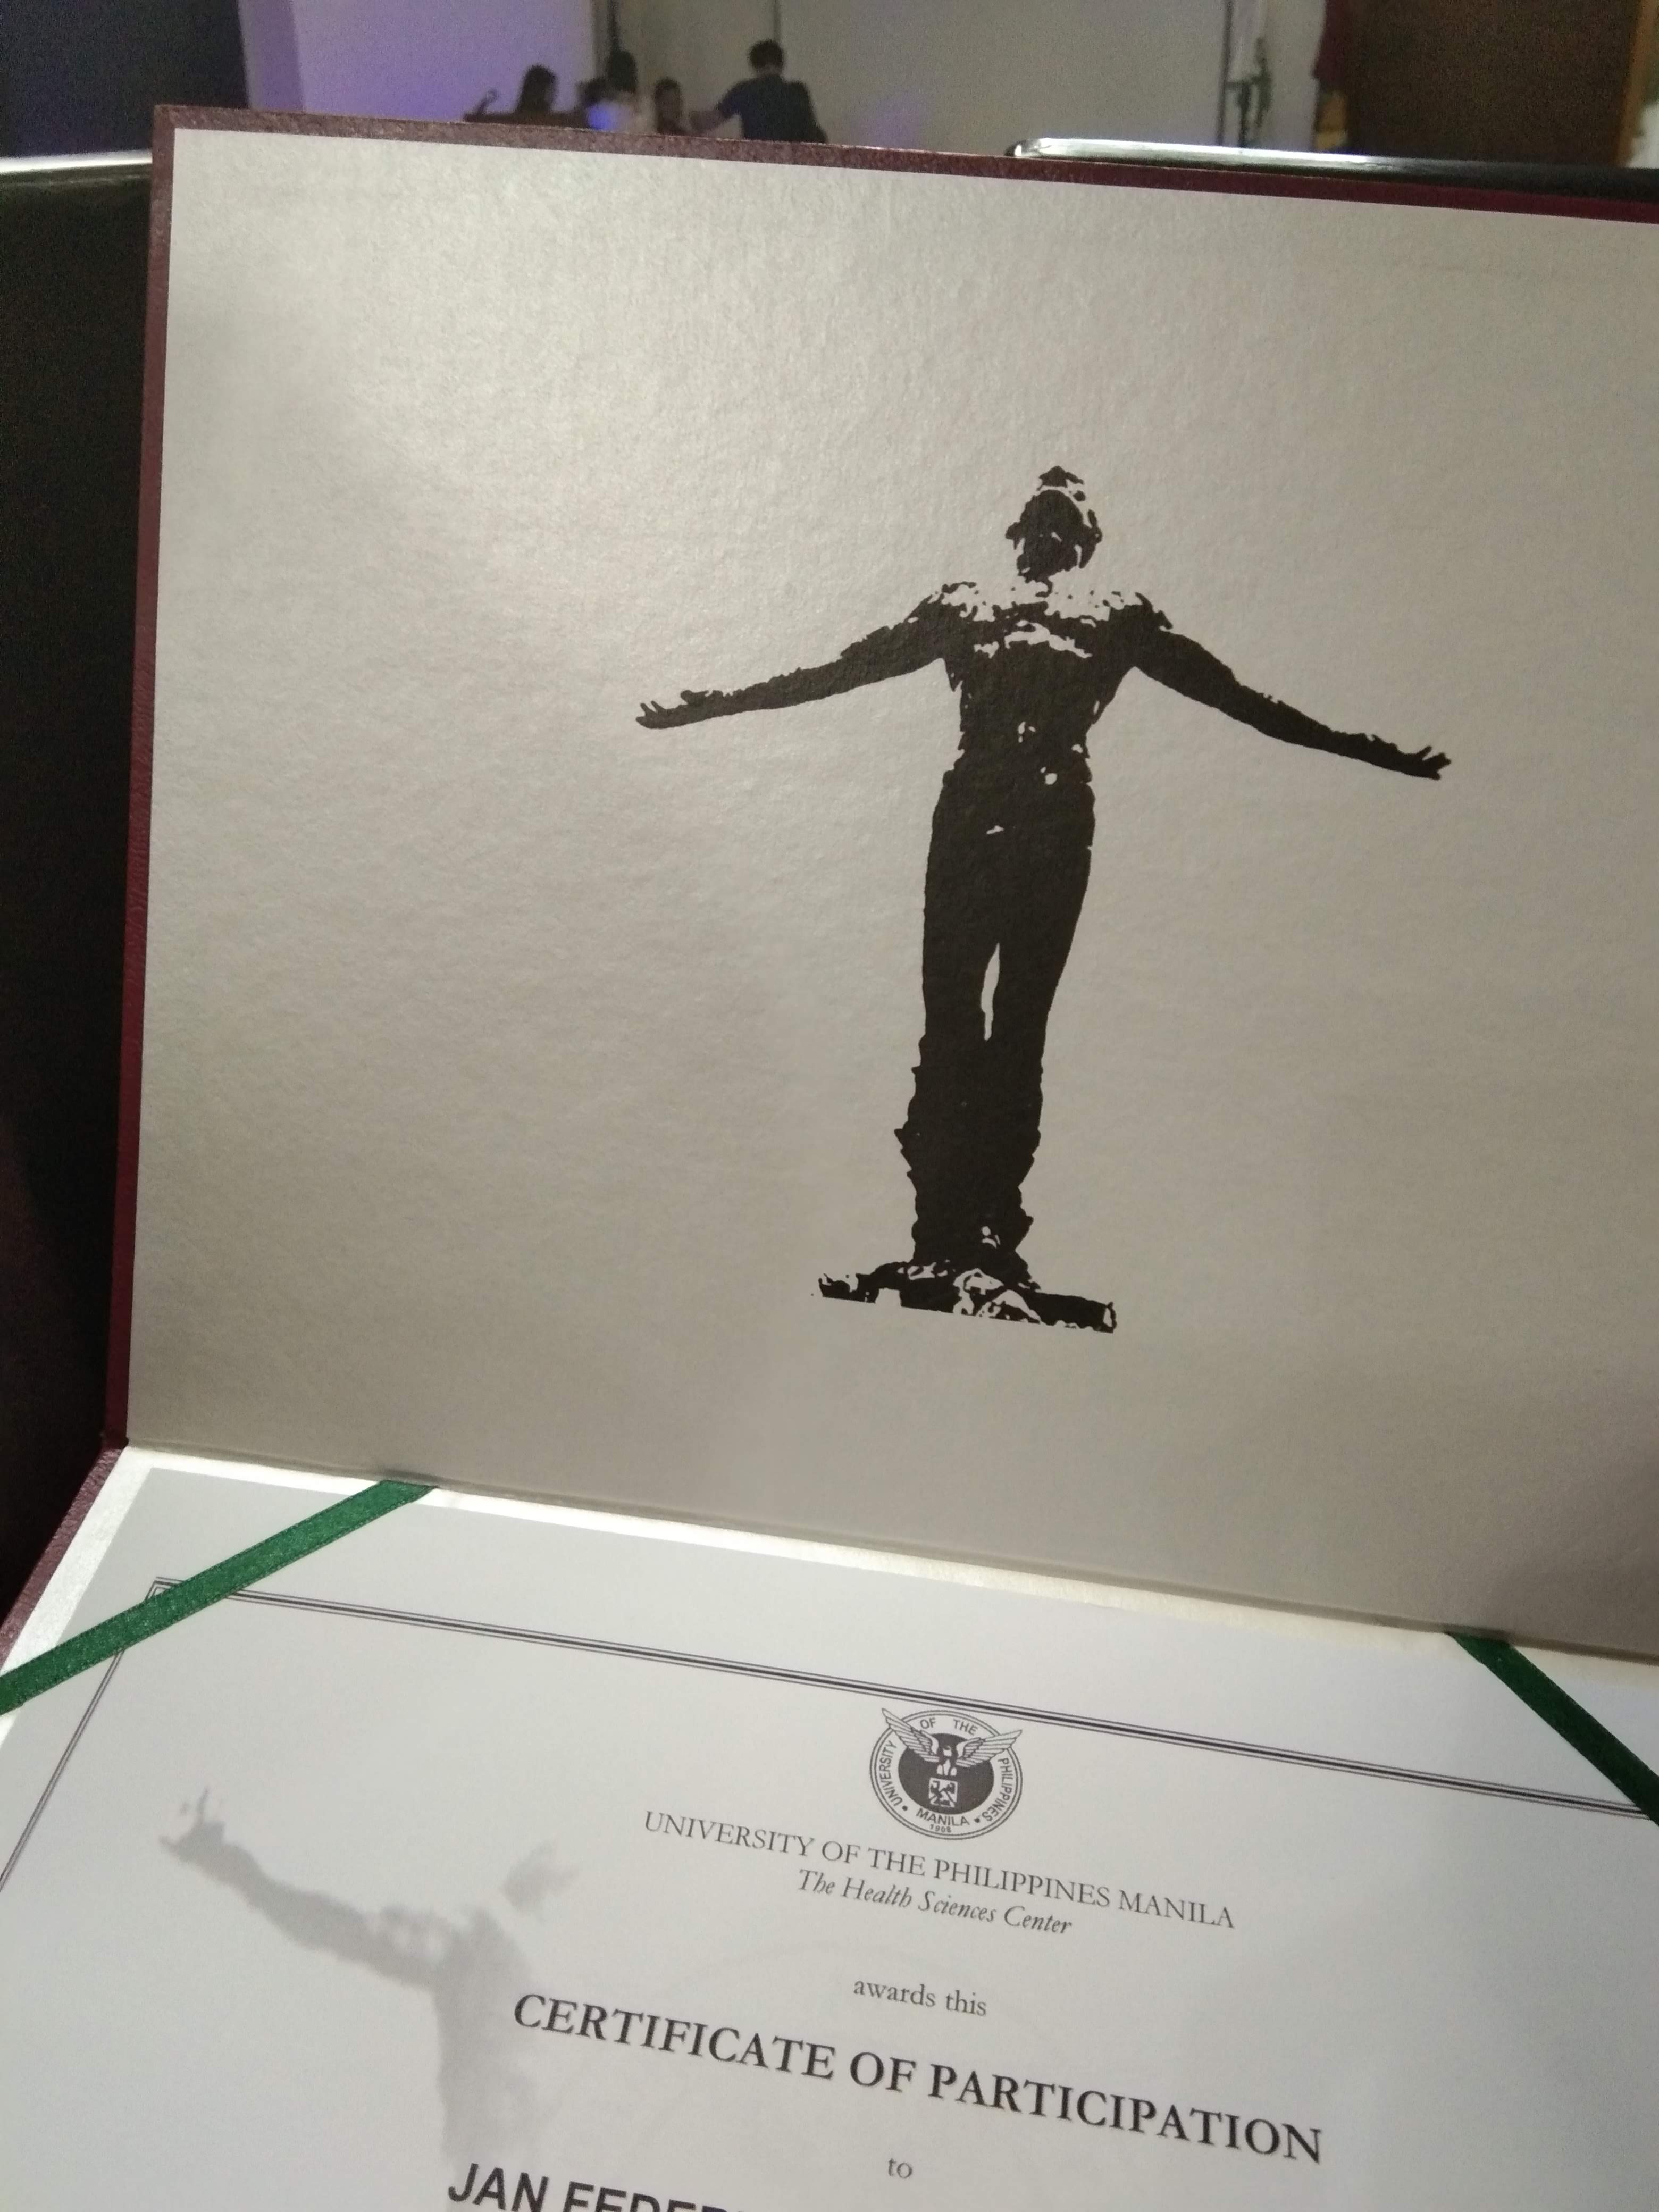 UNIVERSITY OF THE PHILIPPINES
MANILA
1908
UNIVERSITY OF THE PHILIPPINES MANILA
The Health Sciences Center
awards this
CERTIFICATE OF PARTICIPATION
to
JAN